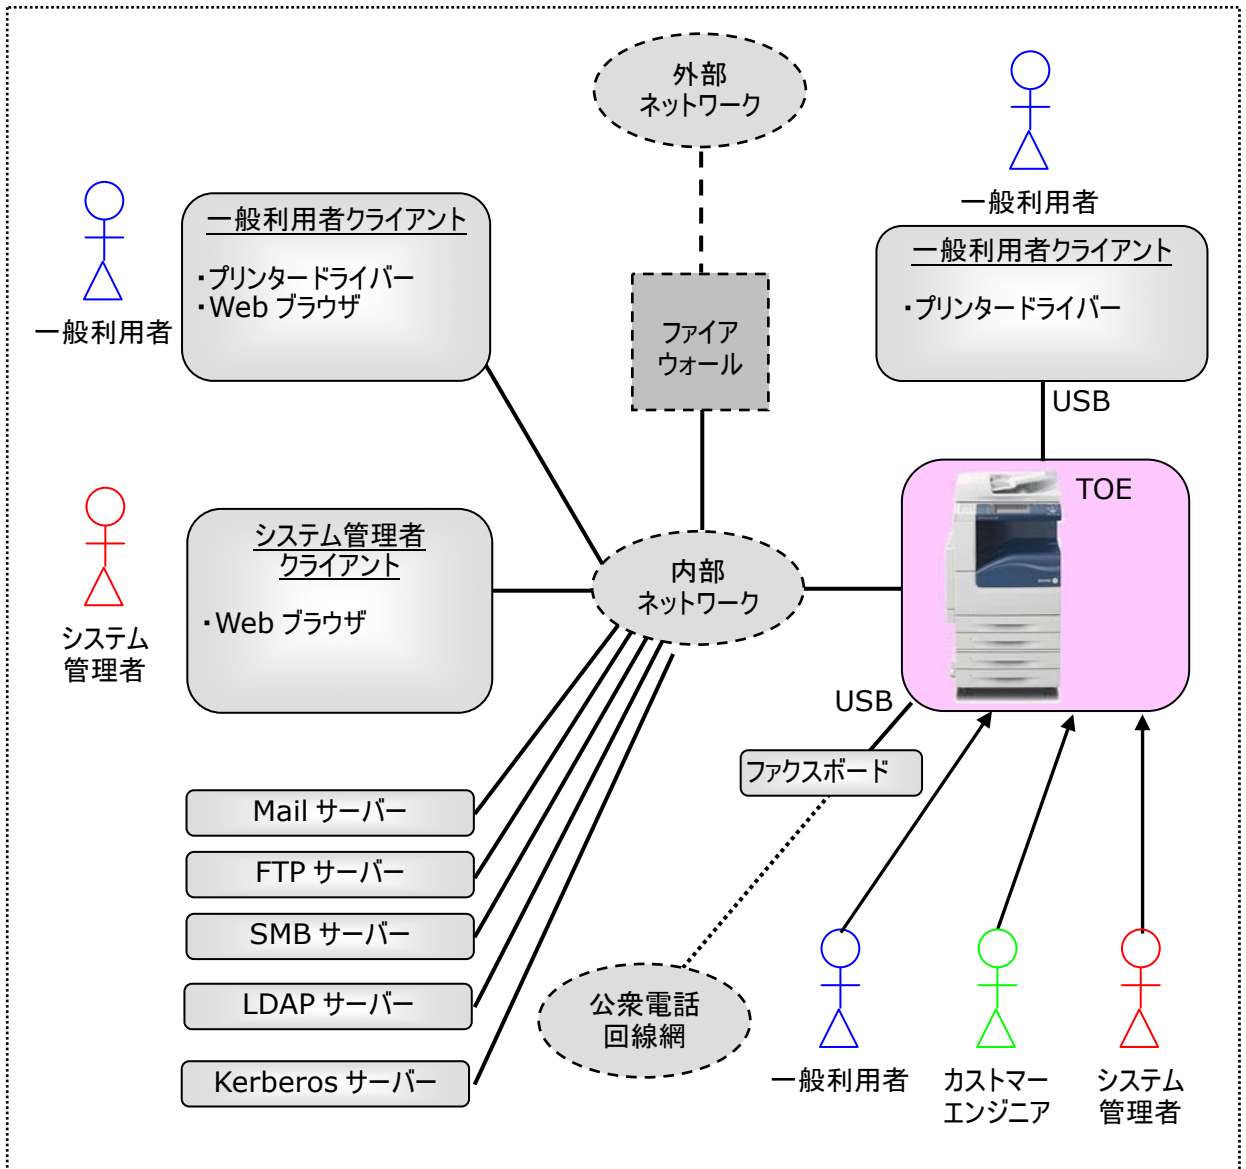 外部
ネットワーク
一般利用者
一般利用者クライアント
・プリンタードライバー
・Web ブラウザ
一般利用者
一般利用者クライアント
・プリンタードライバー
ファイア
ウォール
USB
TOE
システム管理者
クライアント
・Web ブラウザ
システム
管理者
内部
ネットワーク
USB
ファクスボード
Mail サーバー
FTP サーバー
SMB サーバー
LDAP サーバー
Kerberos サーバー
公衆電話
回線網
一般利用者
カストマー
エンジニア
システム
管理者